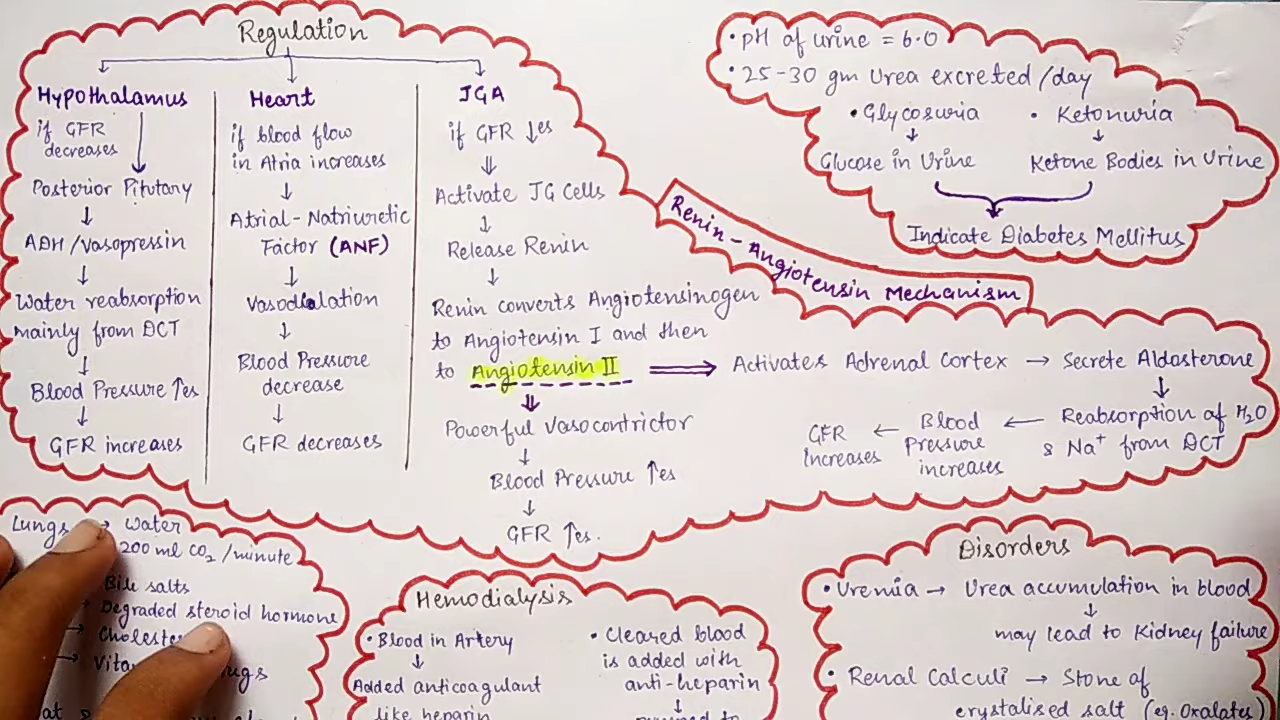 Regulation
Hypothalamus
if GFR
decreases
Posterior Pitutary
↓
ADH/Vasopressin
↓
Water reabsorption
mainly from DCT
↓
Blood Pressure ↑es
↓
GFR increases
Heart
if blood flow
in Atria increases
↓
Atrial-Natriuretic
Factor (ANF)
↓
Vasodialation
↓
Blood Pressure
decrease
↓
GFR decreases
JGA
if GFR ↓es
⇓
Activate JG Cells
↓
Release Renin
↓
Renin converts Angiotensinogen
to Angiotensin I and then
to Angiotensin II ⟹ Activates Adrenal Cortex → Secrete Aldosterone
⇓
Powerful Vasocontrictor
↓
Blood Pressure ↑es
↓
GFR ↑es.
↓
Reabsorption of H₂O
& Na⁺ from DCT
← Blood
Pressure
increases
← GFR
Increases
Renin-Angiotensin Mechanism
• pH of urine = 6.0
• 25-30 gm Urea excreted/day
• Glycosuria
↓
Glucose in Urine
• Ketonuria
↓
Ketone Bodies in Urine
Indicate Diabetes Mellitus
Lungs → Water
200 ml CO₂/minute
Bile salts
Degraded steroid hormone
→
→
Hemodialysis
• Blood in Artery
↓
Added anticoagulant
like heparin
• Cleared blood
is added with
anti-heparin
↓
Disorders
• Uremia → Urea accumulation in blood
↓
may lead to Kidney failure
• Renal Calculi → Stone of
crystalised salt (eg. Oxalates)